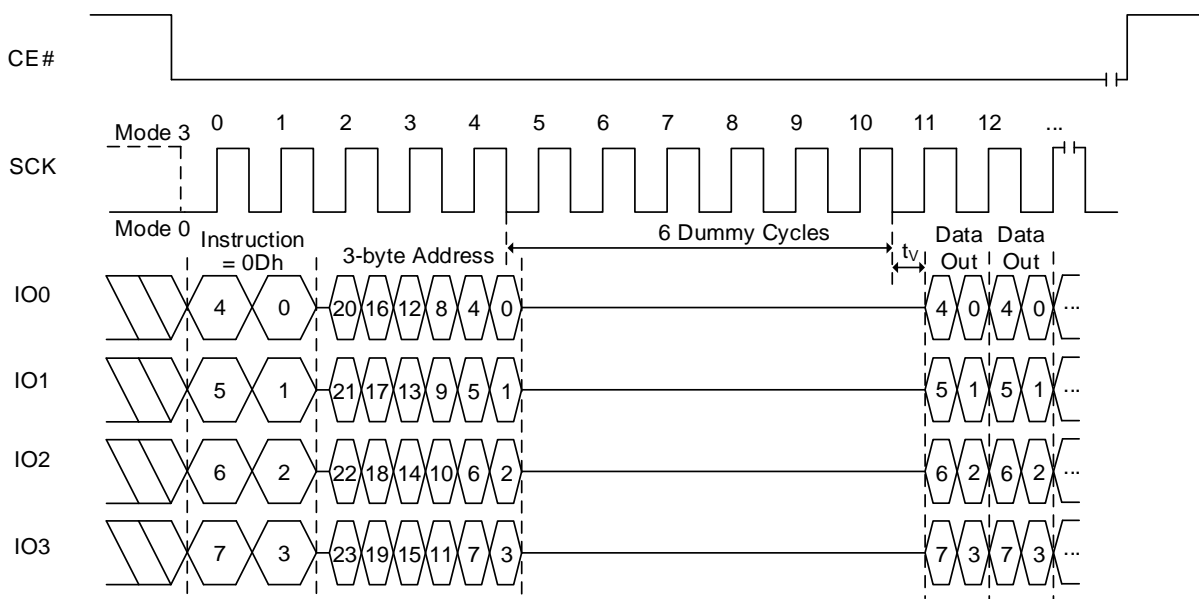 CE#
0 1 2 3 4 5 6 7 8 9 10 11 12 ...
Mode 3
SCK
Mode 0
Instruction
= 0Dh
3-byte Address
6 Dummy Cycles
tV
Data
Out
Data
Out
IO0 4 0 20 16 12 8 4 0 4 0 4 0 ...
IO1 5 1 21 17 13 9 5 1 5 1 5 1 ...
IO2 6 2 22 18 14 10 6 2 6 2 6 2 ...
IO3 7 3 23 19 15 11 7 3 7 3 7 3 ...